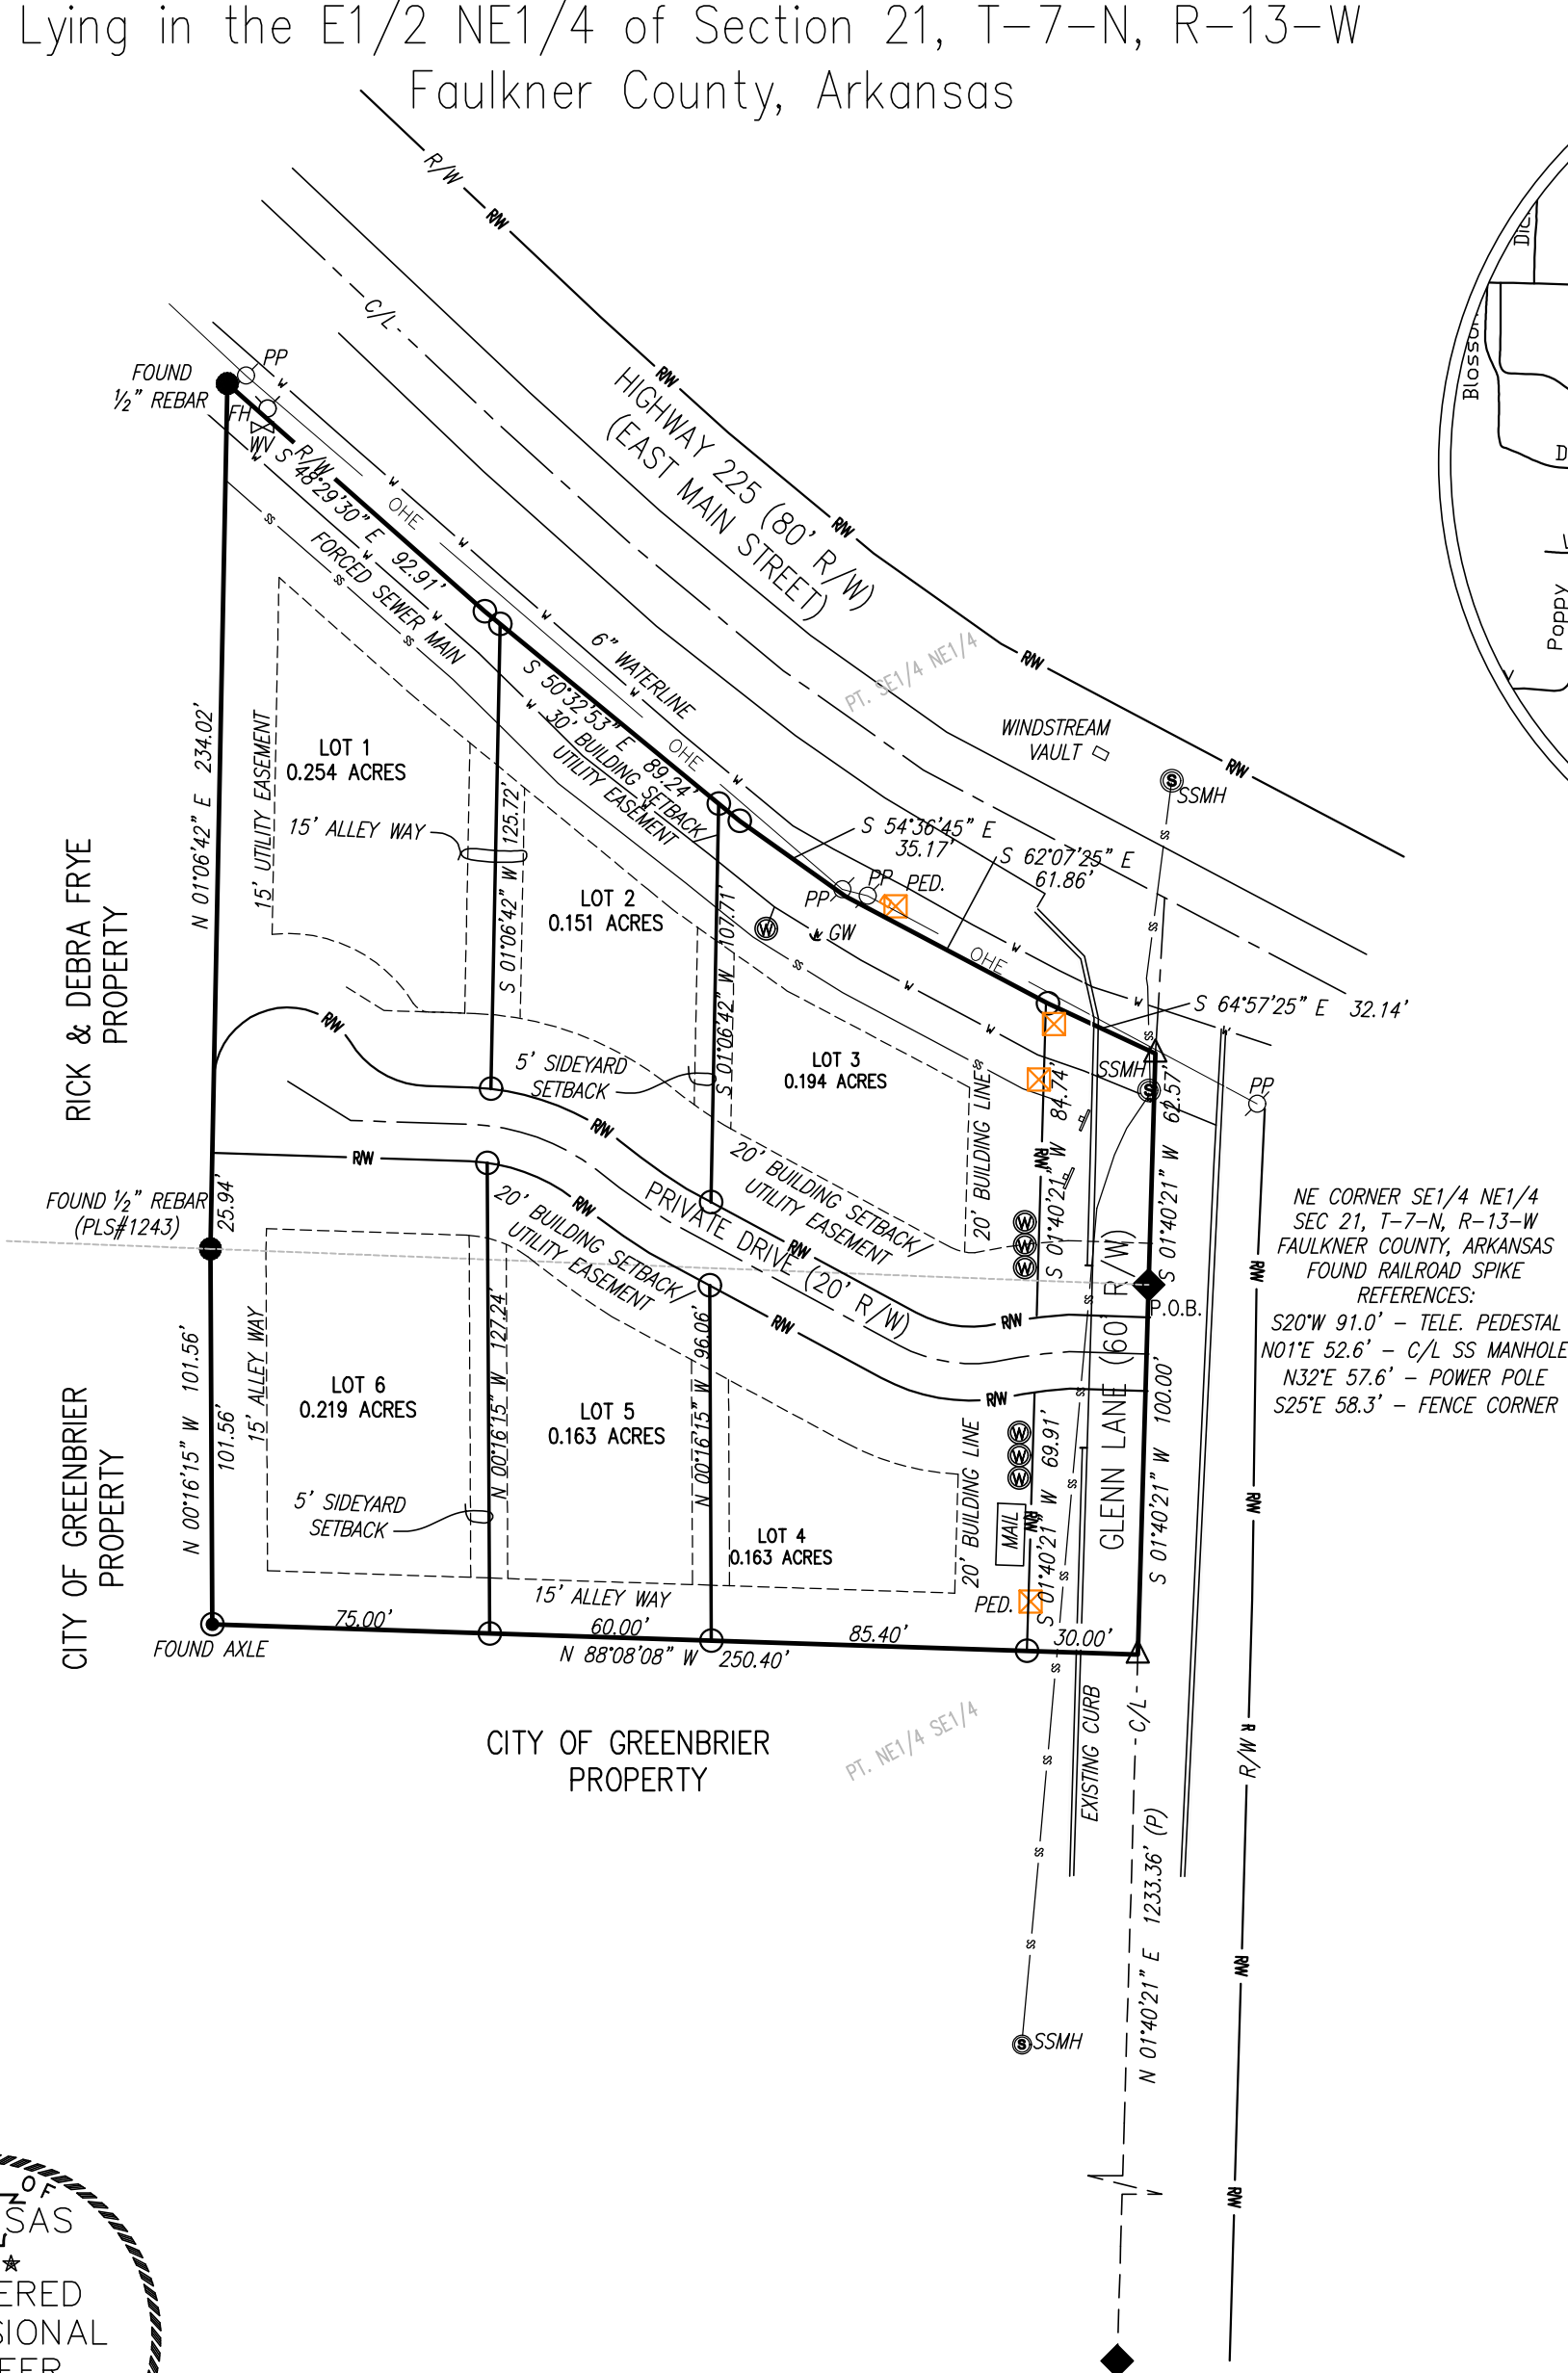 Lying in the E1/2 NE1/4 of Section 21, T-7-N, R-13-W
Faulkner County, Arkansas
R/W
R/W
C/L
R/W
HIGHWAY 225 (80' R/W)
(EAST MAIN STREET)
R/W
R/W
R/W
Blosso
Poppy
D
FOUND
½" REBAR
PP
FH
WV
R/W
S 48°29'30" E 92.91'
OHE
FORCED SEWER MAIN
6" WATERLINE
S 50°32'53" E 89.24'
30' BUILDING SETBACK/
UTILITY EASEMENT
OHE
PT. SE1/4 NE1/4
WINDSTREAM
VAULT
SSMH
S 54°36'45" E
35.17'
S 62°07'25" E
61.86'
PP
PP
PED.
GW
OHE
S 64°57'25" E 32.14'
SSMH
PP
N 01°06'42" E 234.02'
15' UTILITY EASEMENT
LOT 1
0.254 ACRES
15' ALLEY WAY
S 01°06'42" W 125.72'
LOT 2
0.151 ACRES
S 01°06'42" W 107.71'
LOT 3
0.194 ACRES
5' SIDEYARD
SETBACK
20' BUILDING LINE
S 01°40'21" W 84.74'
S 01°40'21" W 62.57'
RICK & DEBRA FRYE
PROPERTY
R/W
R/W
R/W
R/W
R/W
R/W
R/W
R/W
R/W
20' BUILDING SETBACK/
UTILITY EASEMENT
PRIVATE DRIVE (20' R/W)
20' BUILDING SETBACK/
UTILITY EASEMENT
FOUND ½" REBAR
(PLS#1243)
25.94'
P.O.B.
NE CORNER SE1/4 NE1/4
SEC 21, T-7-N, R-13-W
FAULKNER COUNTY, ARKANSAS
FOUND RAILROAD SPIKE
REFERENCES:
S20°W 91.0' - TELE. PEDESTAL
N01°E 52.6' - C/L SS MANHOLE
N32°E 57.6' - POWER POLE
S25°E 58.3' - FENCE CORNER
GLENN LANE (60' R/W)
CITY OF GREENBRIER
PROPERTY
N 00°16'15" W 101.56'
101.56'
15' ALLEY WAY
LOT 6
0.219 ACRES
5' SIDEYARD
SETBACK
N 00°16'15" W 127.24'
LOT 5
0.163 ACRES
N 00°16'15" W 96.06'
LOT 4
0.163 ACRES
20' BUILDING LINE
MAIL
S 01°40'21" W 69.91'
S 01°40'21" W 100.00'
PED.
R/W
R/W
15' ALLEY WAY
75.00'
60.00'
85.40'
30.00'
N 88°08'08" W 250.40'
FOUND AXLE
CITY OF GREENBRIER
PROPERTY
PT. NE1/4 SE1/4
EXISTING CURB
C/L
R/W
N 01°40'21" E 1233.36' (P)
SSMH
R/W
R/W
OF
SAS
ERED
SIONAL